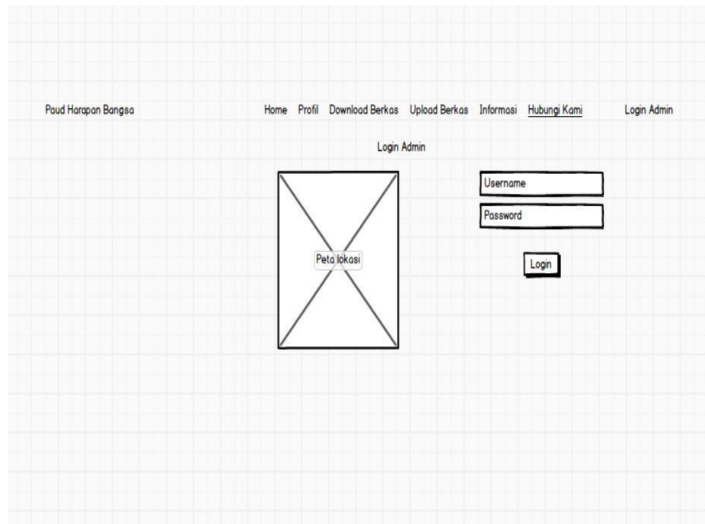 Paud Harapan Bangsa Home Profil Download Berkas Upload Berkas Informasi Hubungi Kami Login Admin
Login Admin
Username
Password
Peta lokasi
Login